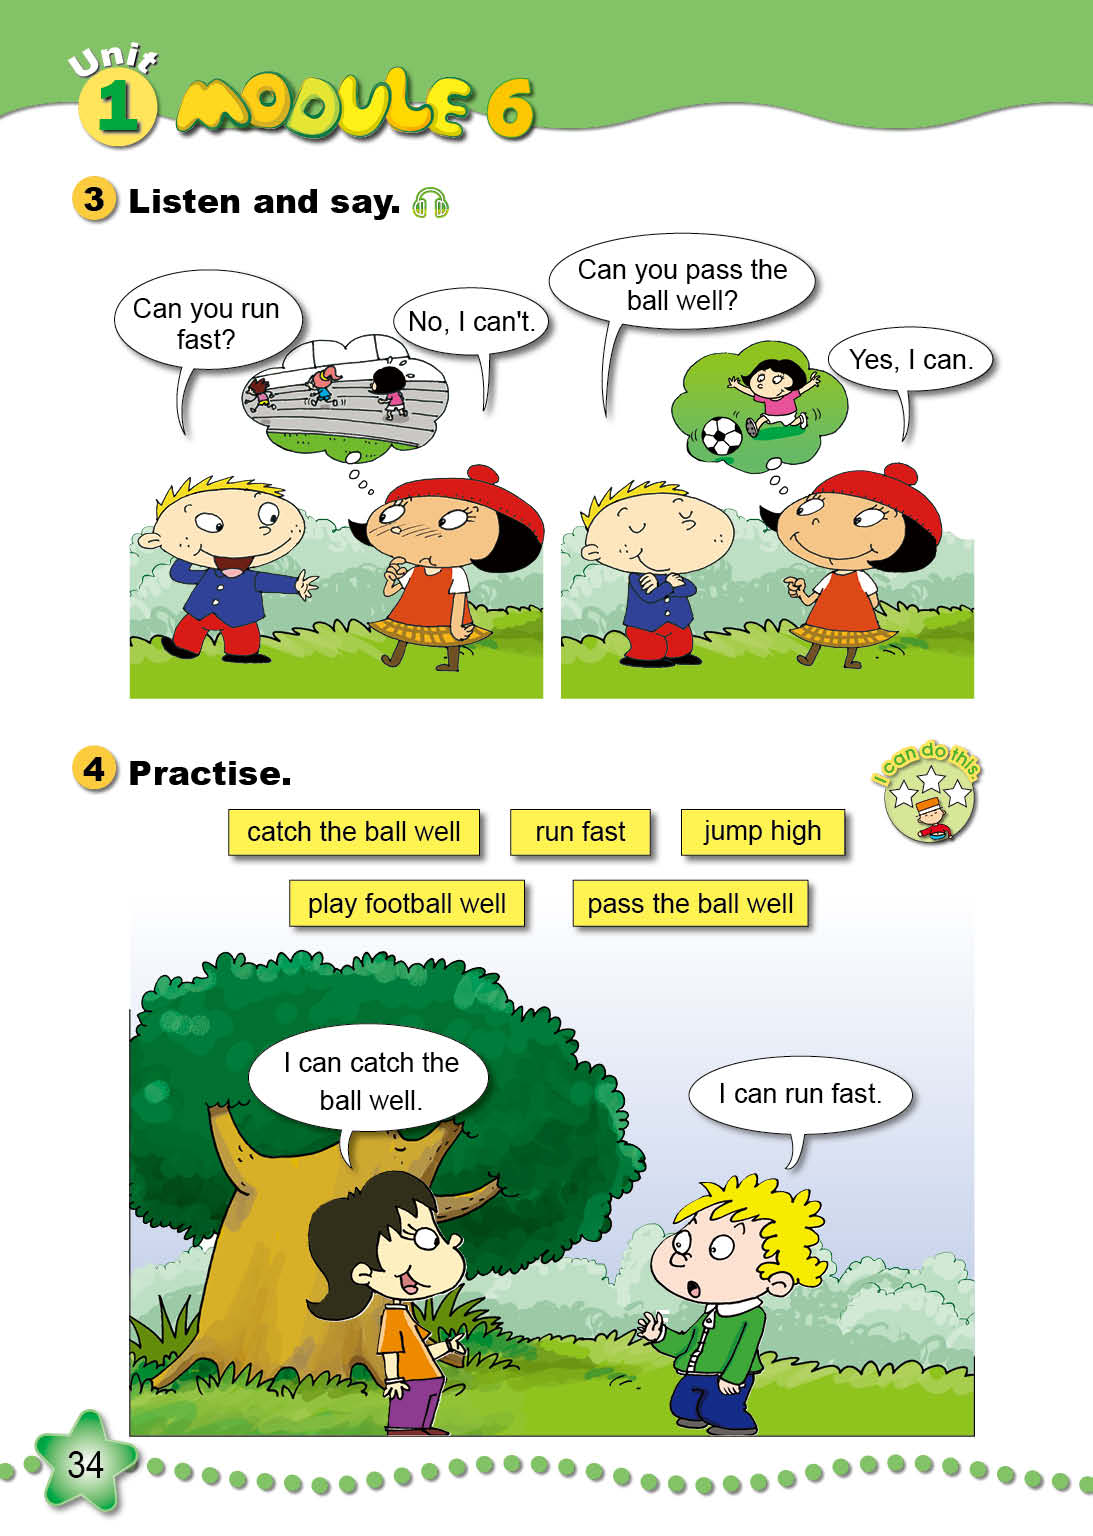 Unit
1 MODULE 6
3 Listen and say.
Can you run
fast?
No, I can't.
Can you pass the
ball well?
Yes, I can.
4 Practise.
I can do this.
catch the ball well
run fast
jump high
play football well
pass the ball well
I can catch the
ball well.
I can run fast.
34